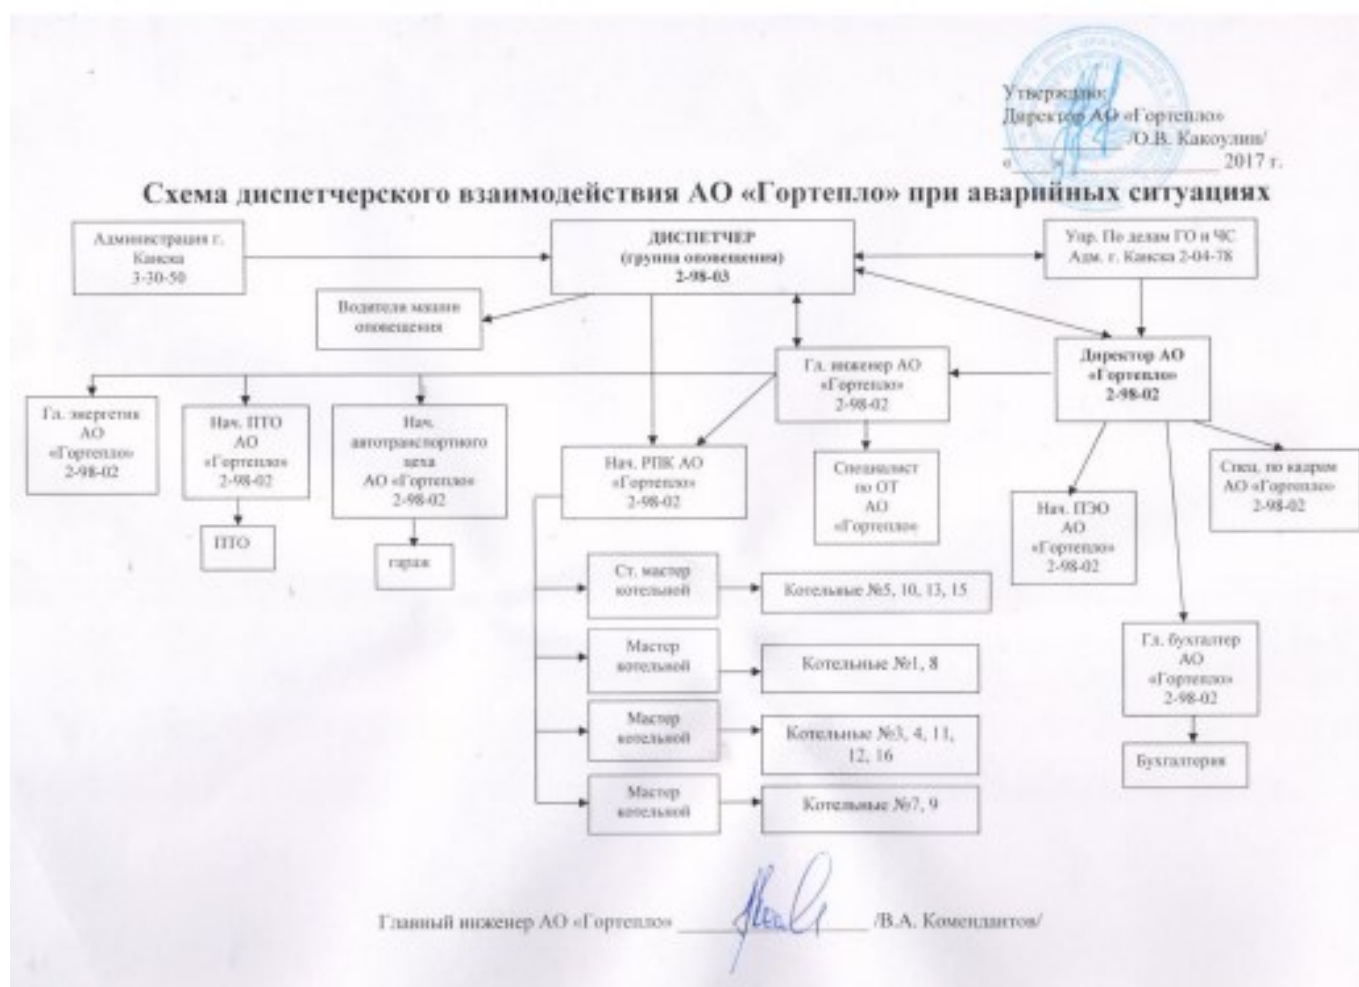 Утверждаю:
Директор АО «Гортепло»
/О.В. Какоулин/
« » 2017 г.
Схема диспетчерского взаимодействия АО «Гортепло» при аварийных ситуациях
Администрация г.
Канска
3-30-50
ДИСПЕТЧЕР
(группа оповещения)
2-98-03
Упр. По делам ГО и ЧС
Адм. г. Канска 2-04-78
Водители машин
оповещения
Гл. инженер АО
«Гортепло»
2-98-02
Директор АО
«Гортепло»
2-98-02
Гл. энергетик
АО
«Гортепло»
2-98-02
Нач. ПТО
АО
«Гортепло»
2-98-02
Нач.
автотранспортного
цеха
АО «Гортепло»
2-98-02
Нач. РПК АО
«Гортепло»
2-98-02
Специалист
по ОТ
АО
«Гортепло»
Нач. ПЭО
АО
«Гортепло»
2-98-02
Спец. по кадрам
АО «Гортепло»
2-98-02
ПТО
гараж
Ст. мастер
котельной
Котельные №5, 10, 13, 15
Мастер
котельной
Котельные №1, 8
Мастер
котельной
Котельные №3, 4, 11,
12, 16
Мастер
котельной
Котельные №7, 9
Гл. бухгалтер
АО
«Гортепло»
2-98-02
Бухгалтерия
Главный инженер АО «Гортепло» /В.А. Комендантов/